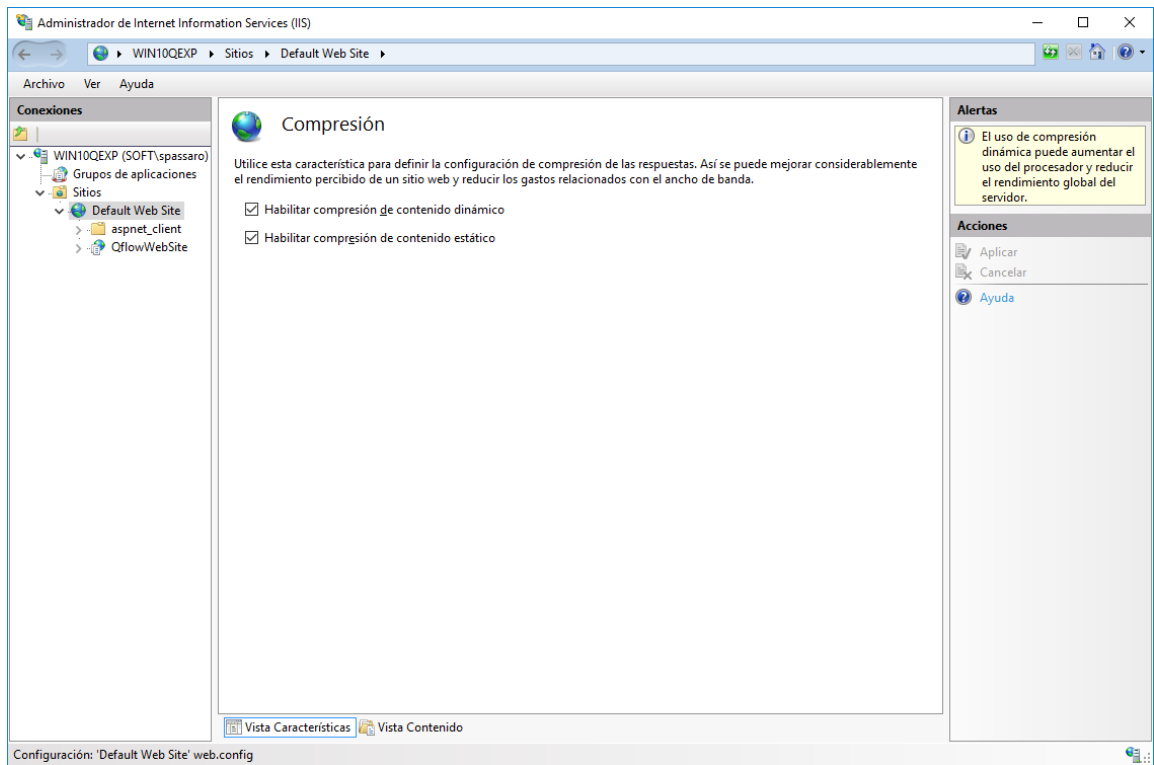 Administrador de Internet Information Services (IIS)
WIN10QEXP
Sitios
Default Web Site
Archivo Ver Ayuda
Conexiones
WIN10QEXP (SOFT\spassaro)
Grupos de aplicaciones
Sitios
Default Web Site
aspnet_client
QflowWebSite
Compresión
Utilice esta característica para definir la configuración de compresión de las respuestas. Así se puede mejorar considerablemente
el rendimiento percibido de un sitio web y reducir los gastos relacionados con el ancho de banda.
Habilitar compresión de contenido dinámico
Habilitar compresión de contenido estático
Vista Características
Vista Contenido
Alertas
El uso de compresión
dinámica puede aumentar el
uso del procesador y reducir
el rendimiento global del
servidor.
Acciones
Aplicar
Cancelar
Ayuda
Configuración: 'Default Web Site' web.config